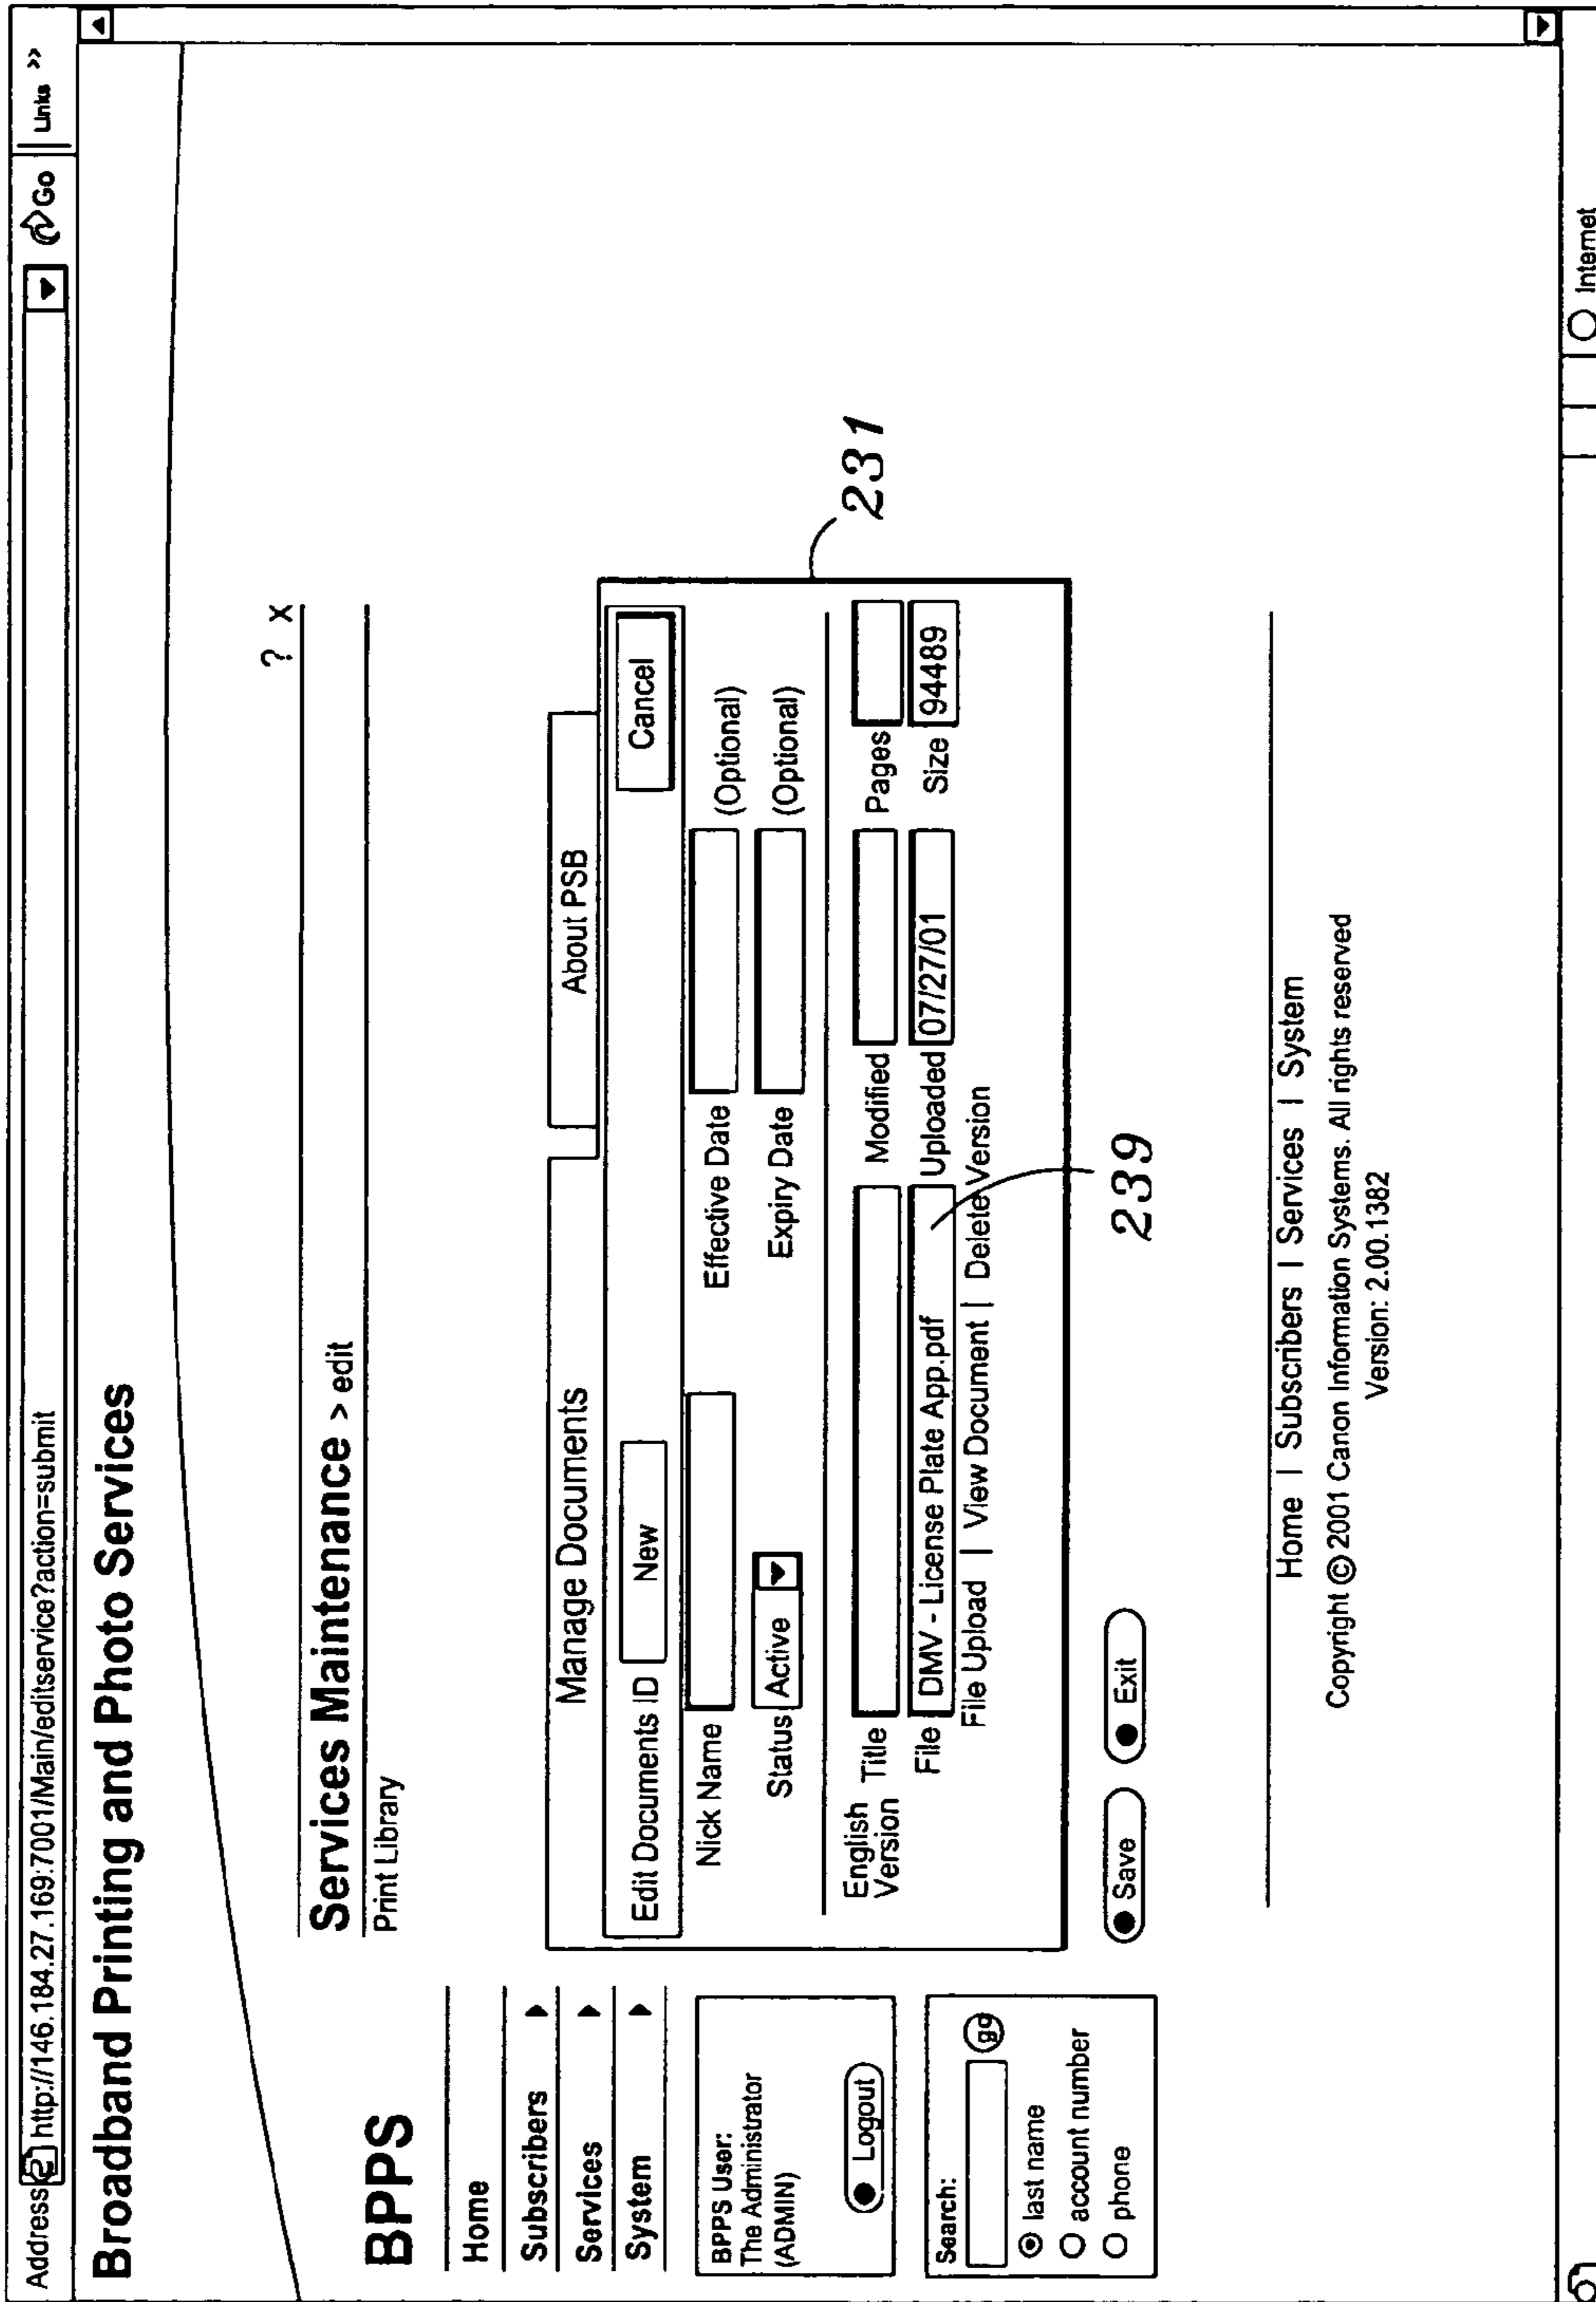 Address http://146.184.27.169:7001/Main/editservice?action=submit Go Links >>
Broadband Printing and Photo Services
? X
BPPS
Home
Subscribers
Services
System
BPPS User:
The Administrator
(ADMIN)
Logout
Search:
go
last name
account number
phone
Services Maintenance > edit
Print Library
Manage Documents
About PSB
Edit Documents ID New Cancel
Nick Name Effective Date (Optional)
Status Active Expiry Date (Optional)
English Version Title Modified Pages
File DMV - License Plate App.pdf Uploaded 07/27/01 Size 94489
File Upload | View Document | Delete Version
231
239
Save Exit
Home | Subscribers | Services | System
Copyright © 2001 Canon Information Systems. All rights reserved
Version: 2.00.1382
Internet